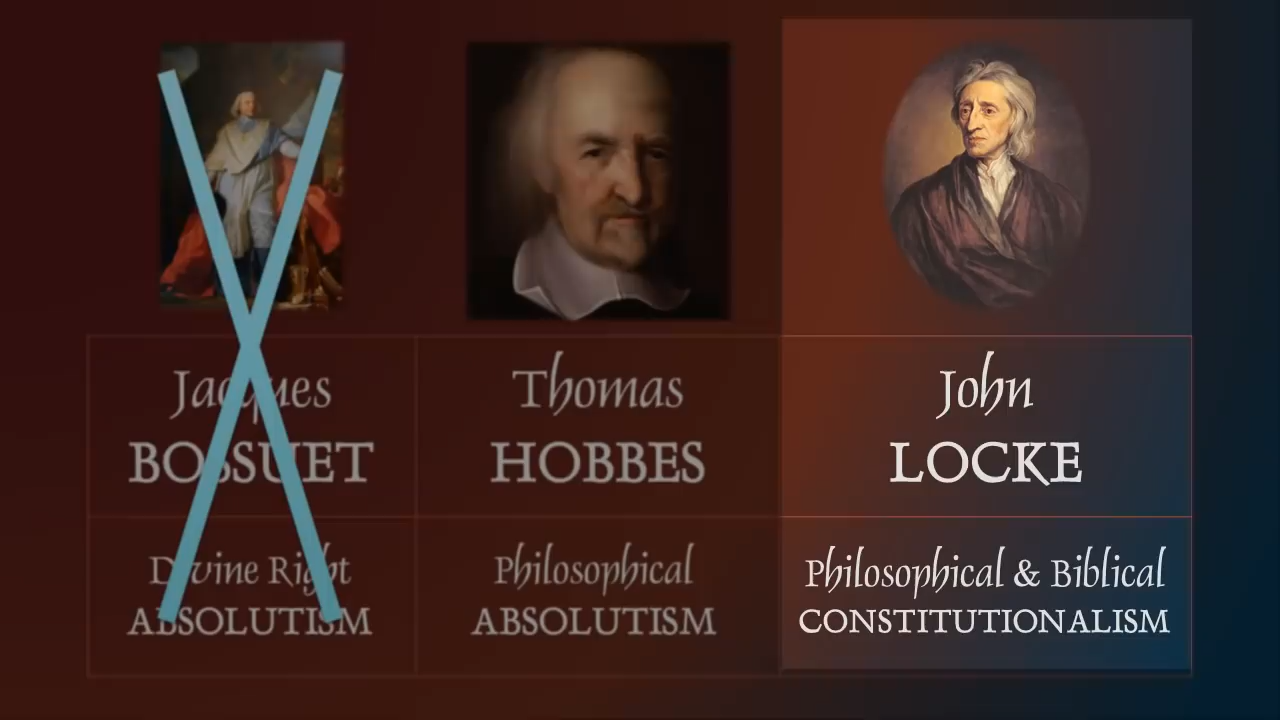 Jacques
BOSSUET
Divine Right
ABSOLUTISM
Thomas
HOBBES
Philosophical
ABSOLUTISM
John
LOCKE
Philosophical & Biblical
CONSTITUTIONALISM